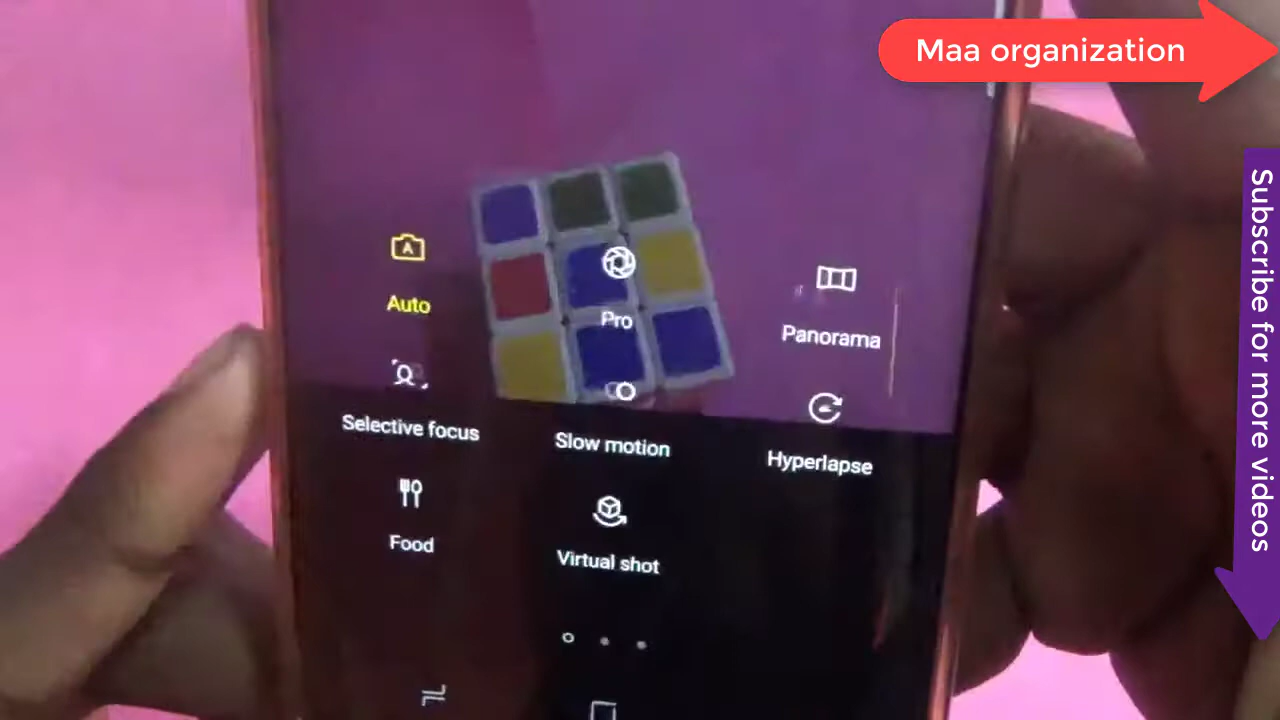 Maa organization
Auto
Pro
Panorama
Selective focus
Slow motion
Hyperlapse
Food
Virtual shot
Subscribe for more videos